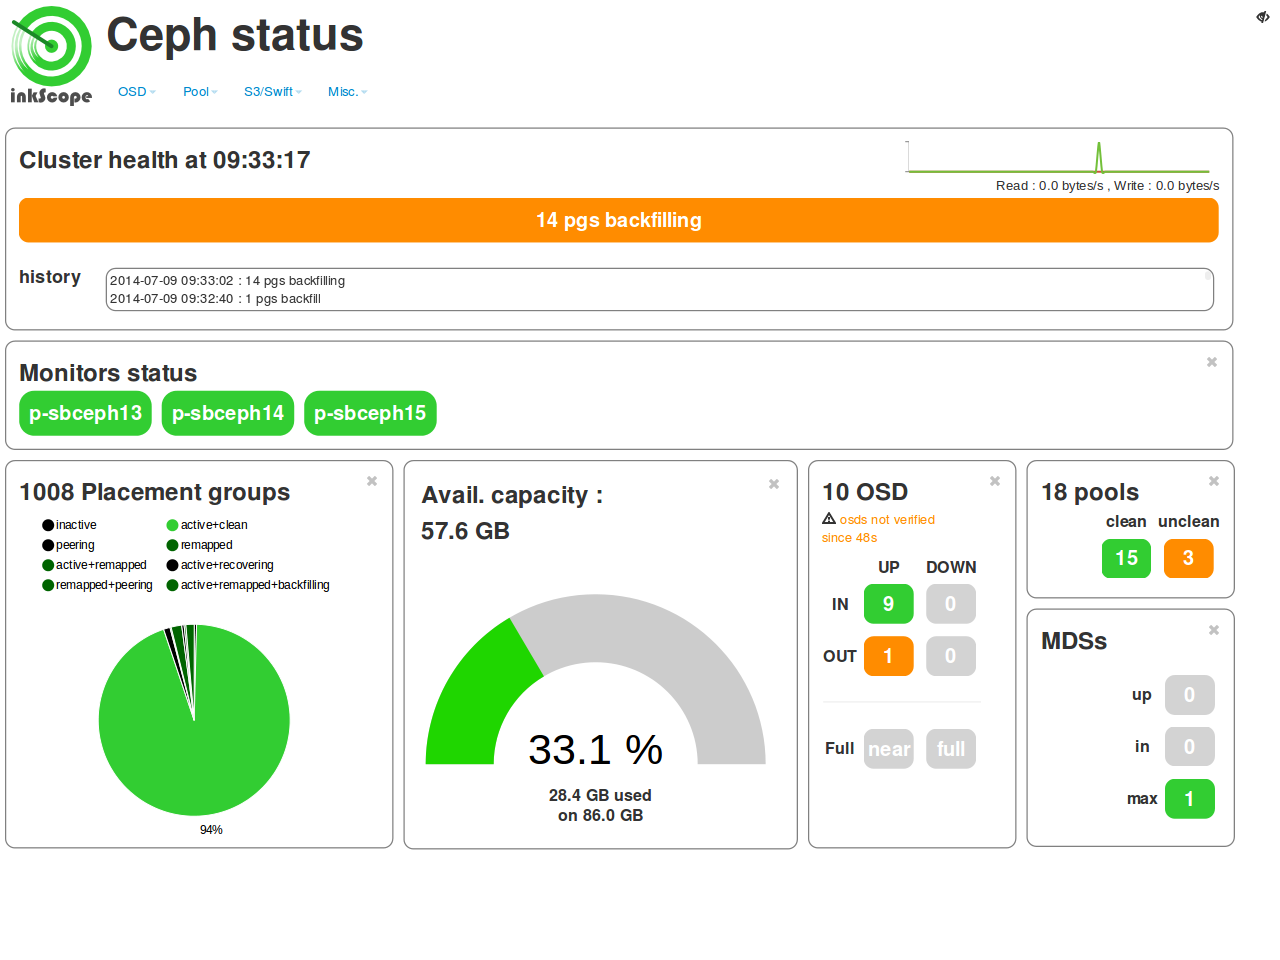 inkScope
Ceph status
OSD Pool S3/Swift Misc.
Cluster health at 09:33:17
Read : 0.0 bytes/s , Write : 0.0 bytes/s
14 pgs backfilling
history
2014-07-09 09:33:02 : 14 pgs backfilling
2014-07-09 09:32:40 : 1 pgs backfill
Monitors status
p-sbceph13 p-sbceph14 p-sbceph15
1008 Placement groups
inactive active+clean
peering remapped
active+remapped active+recovering
remapped+peering active+remapped+backfilling
94%
Avail. capacity :
57.6 GB
33.1 %
28.4 GB used
on 86.0 GB
10 OSD
osds not verified
since 48s
UP DOWN
IN 9 0
OUT 1 0
Full near full
18 pools
clean unclean
15 3
MDSs
up 0
in 0
max 1